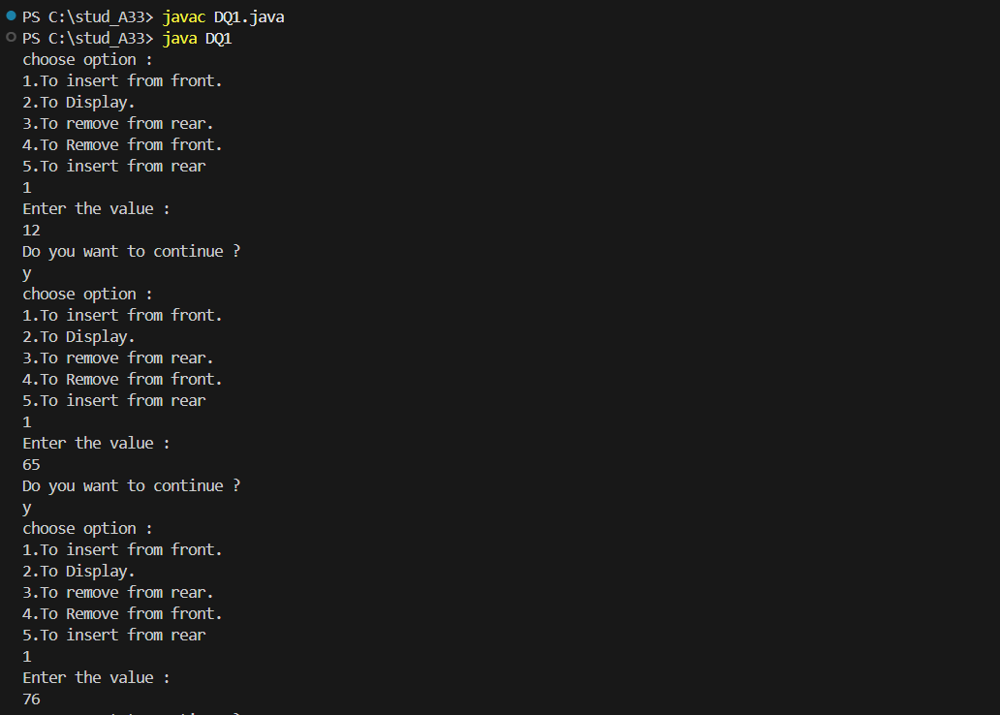 PS C:\stud_A33> javac DQ1.java
PS C:\stud_A33> java DQ1
choose option :
1.To insert from front.
2.To Display.
3.To remove from rear.
4.To Remove from front.
5.To insert from rear
1
Enter the value :
12
Do you want to continue ?
y
choose option :
1.To insert from front.
2.To Display.
3.To remove from rear.
4.To Remove from front.
5.To insert from rear
1
Enter the value :
65
Do you want to continue ?
y
choose option :
1.To insert from front.
2.To Display.
3.To remove from rear.
4.To Remove from front.
5.To insert from rear
1
Enter the value :
76